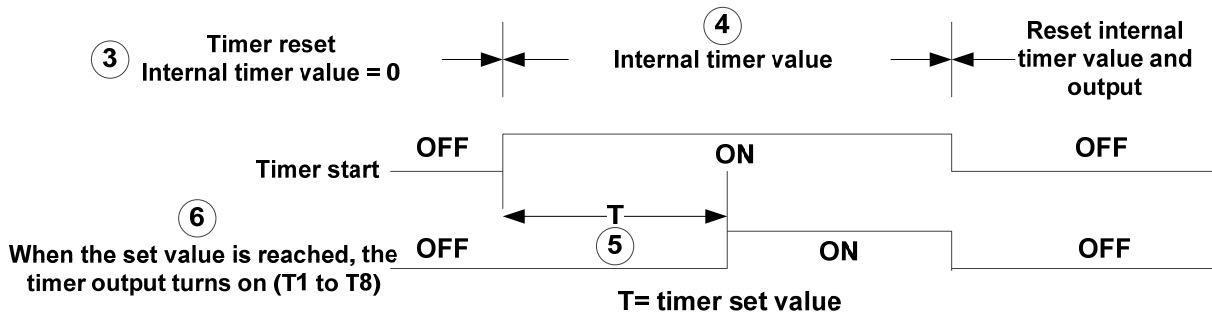 3
Timer reset
Internal timer value = 0
4
Internal timer value
Reset internal
timer value and
output
Timer start
OFF
ON
OFF
T
5
6
When the set value is reached, the
timer output turns on (T1 to T8)
OFF
ON
OFF
T= timer set value